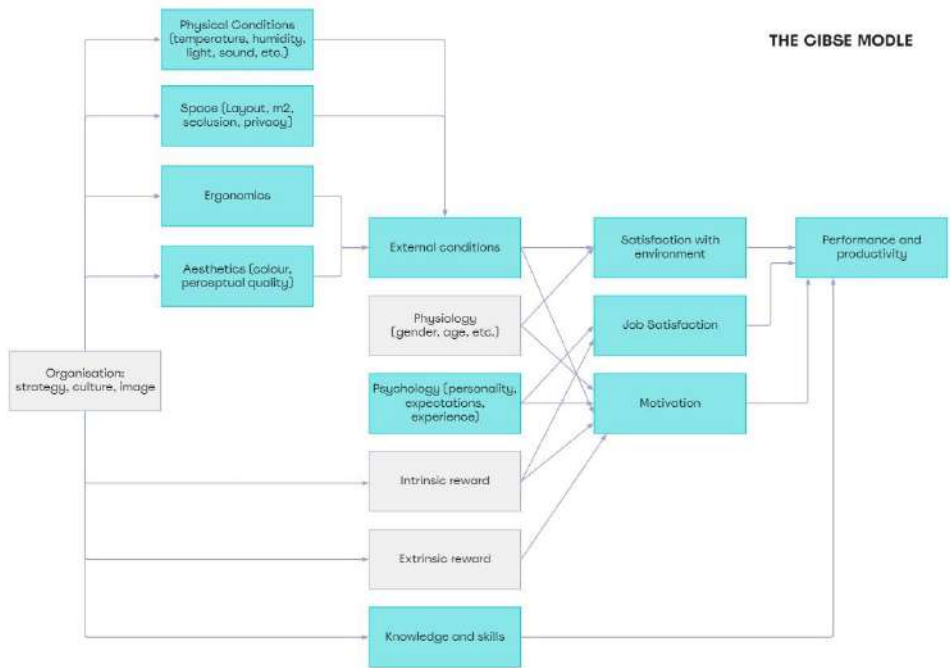 THE CIBSE MODLE
Physical Conditions
(temperature, humidity,
light, sound, etc.)
Space (Layout, m2,
seclusion, privacy)
Ergonomics
Aesthetics (colour,
perceptual quality)
External conditions
Satisfaction with
environment
Performance and
productivity
Physiology
(gender, age, etc.)
Job Satisfaction
Organisation:
strategy, culture, image
Psychology (personality,
expectations,
experience)
Motivation
Intrinsic reward
Extrinsic reward
Knowledge and skills